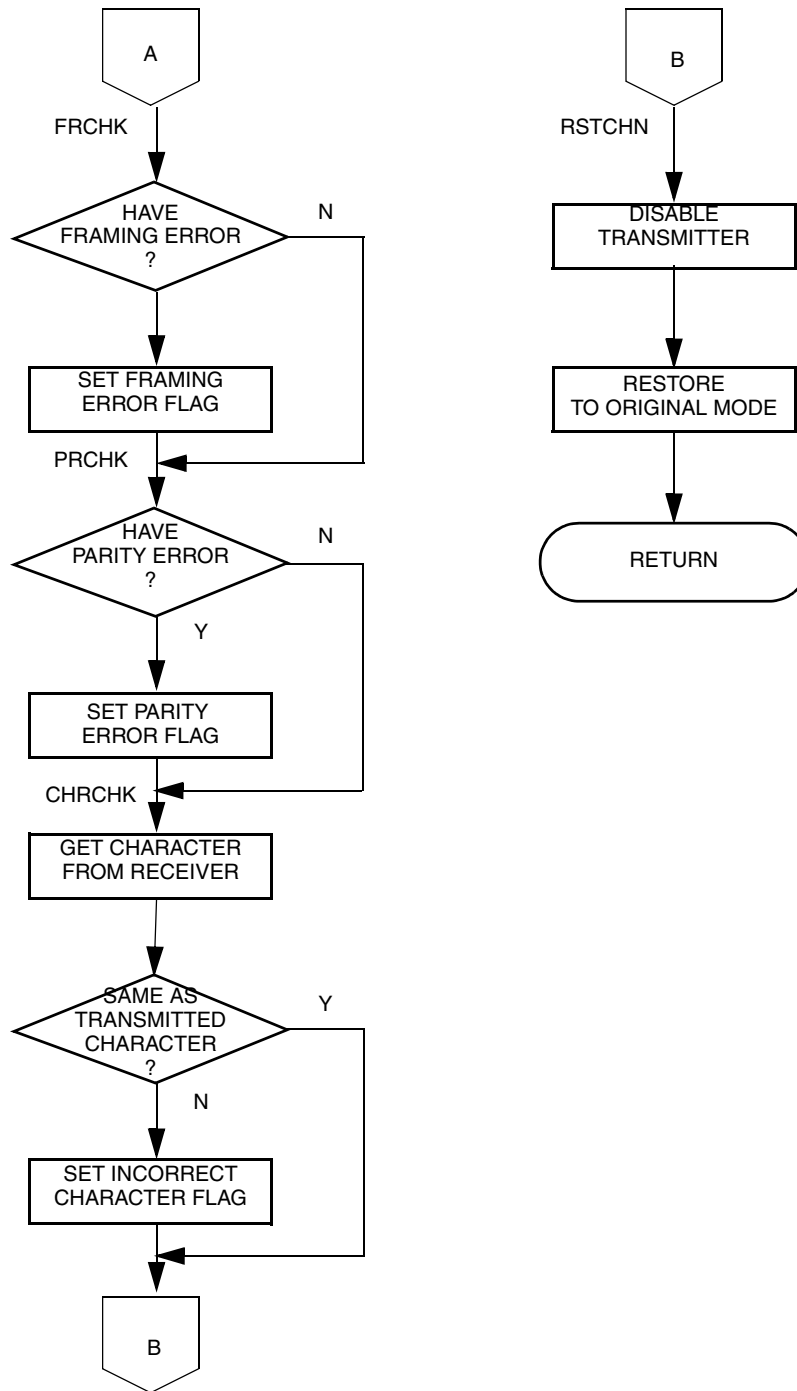 A
FRCHK
HAVE
FRAMING ERROR
?
N
SET FRAMING
ERROR FLAG
PRCHK
HAVE
PARITY ERROR
?
N
Y
SET PARITY
ERROR FLAG
CHRCHK
GET CHARACTER
FROM RECEIVER
SAME AS
TRANSMITTED
CHARACTER
?
Y
N
SET INCORRECT
CHARACTER FLAG
B
B
RSTCHN
DISABLE
TRANSMITTER
RESTORE
TO ORIGINAL MODE
RETURN